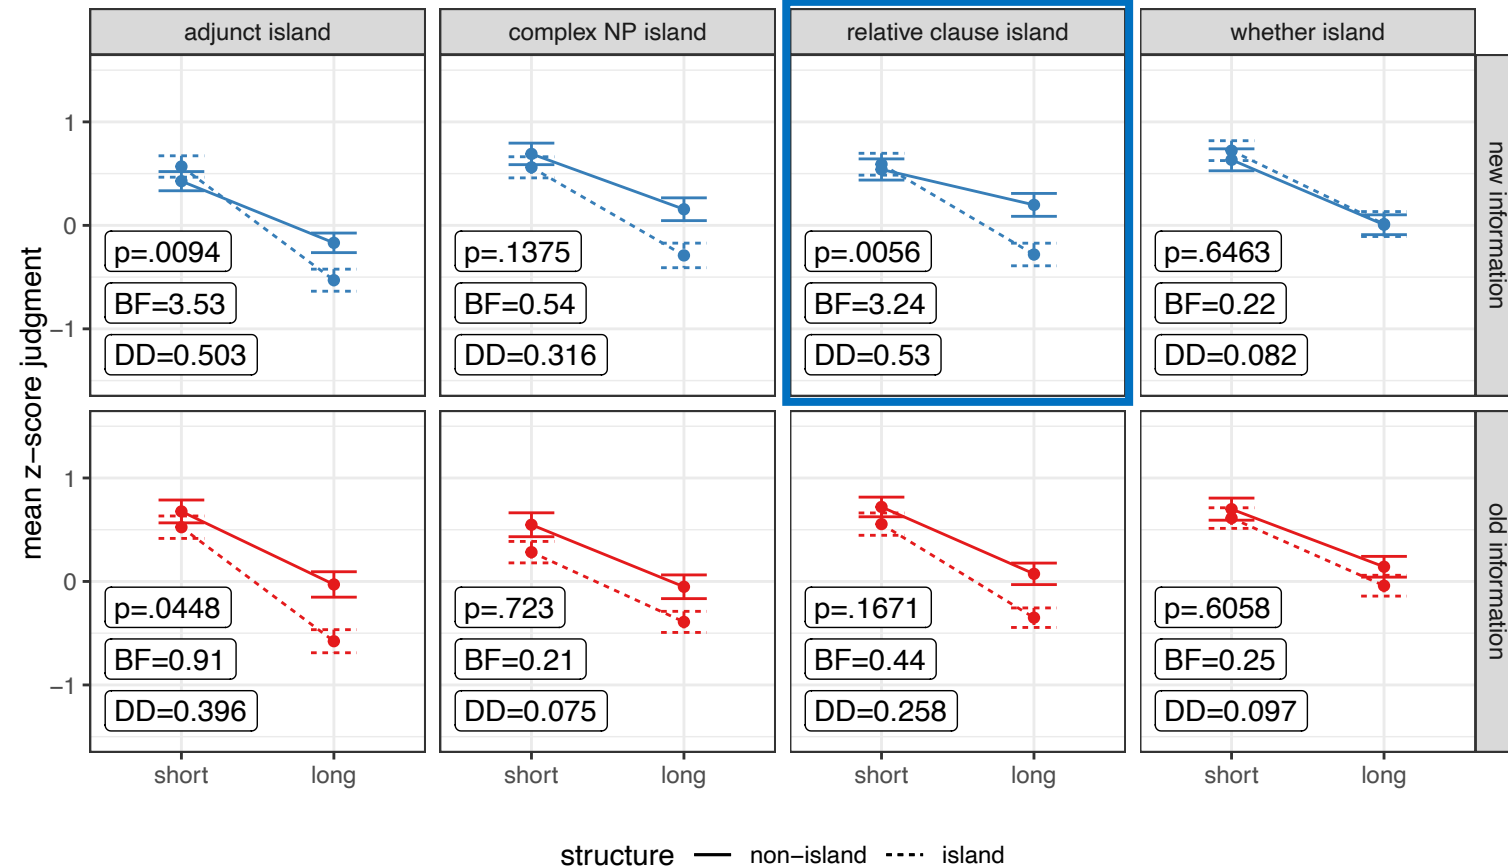 adjunct island
complex NP island
relative clause island
whether island
mean z−score judgment
1
0
−1
p=.0094
BF=3.53
DD=0.503
p=.1375
BF=0.54
DD=0.316
p=.0056
BF=3.24
DD=0.53
p=.6463
BF=0.22
DD=0.082
new information
1
0
−1
p=.0448
BF=0.91
DD=0.396
p=.723
BF=0.21
DD=0.075
p=.1671
BF=0.44
DD=0.258
p=.6058
BF=0.25
DD=0.097
old information
short long short long short long short long
structure non−island island